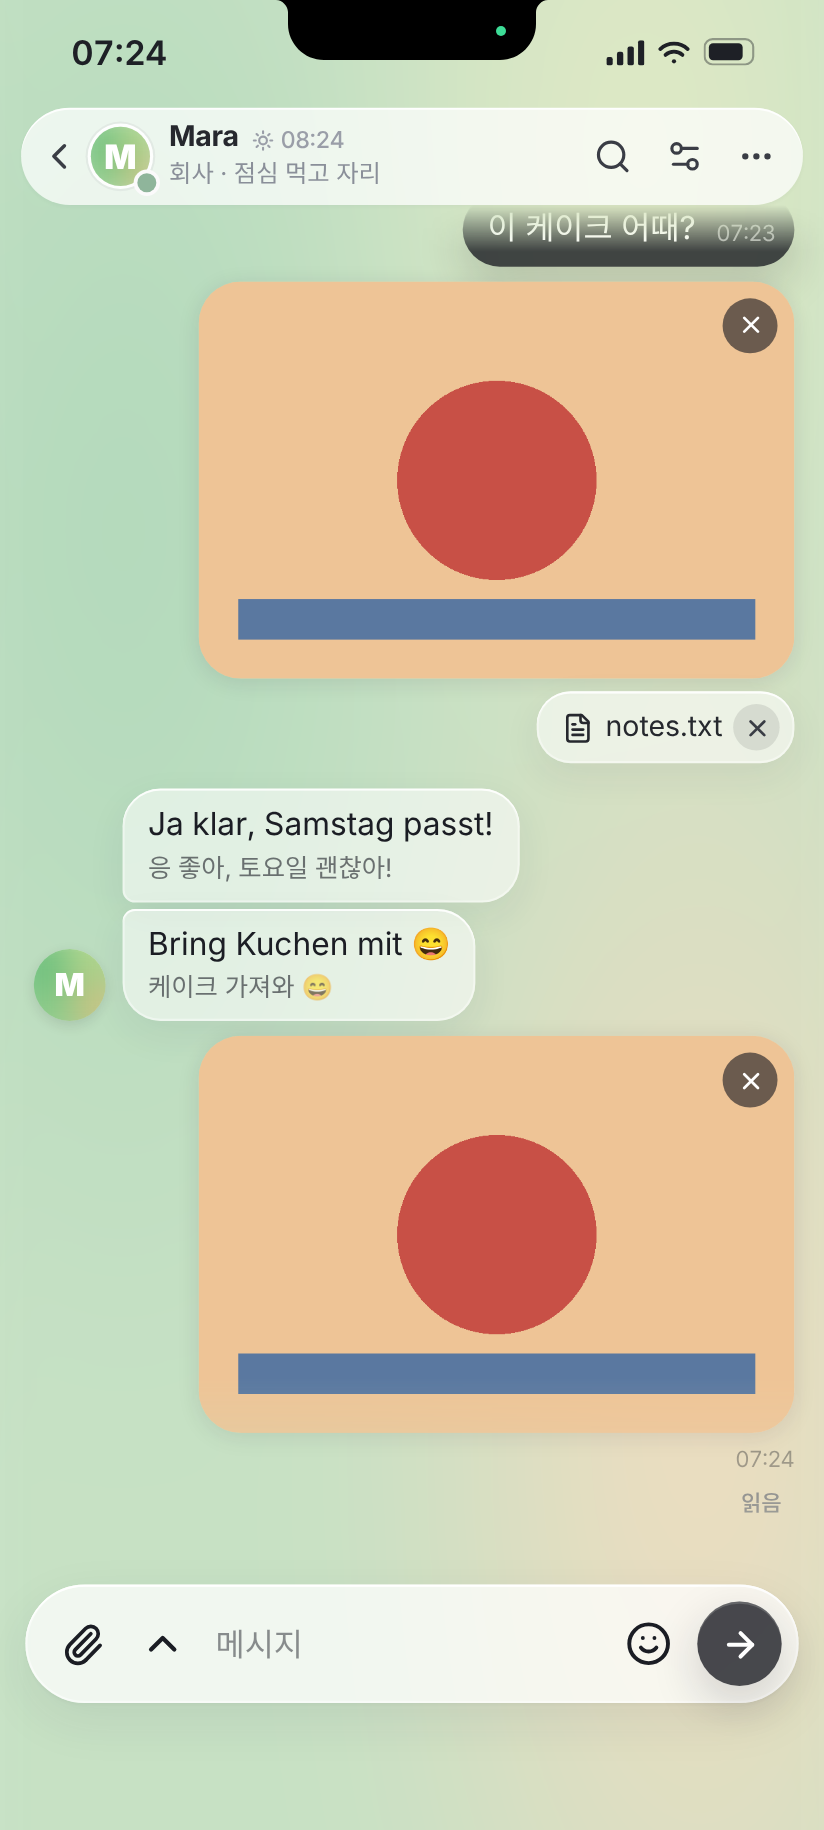 07:24
M
Mara 08:24
회사 · 점심 먹고 자리
이 케이크 어때? 07:23
notes.txt
Ja klar, Samstag passt!
응 좋아, 토요일 괜찮아!
Bring Kuchen mit 😄
케이크 가져와 😄
M
07:24
읽음
메시지